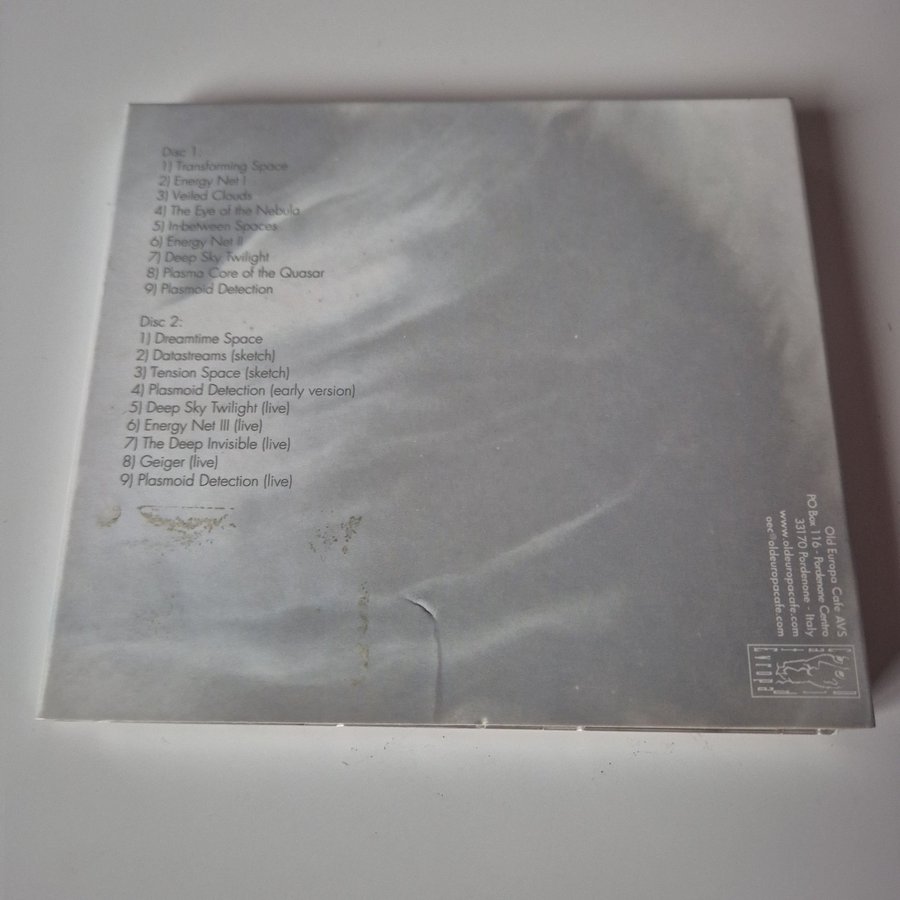 Disc 1:
1) Transforming Space
2) Energy Net I
3) Veiled Clouds
4) The Eye of the Nebula
5) In-between Spaces
6) Energy Net II
7) Deep Sky Twilight
8) Plasma Core of the Quasar
9) Plasmoid Detection
Disc 2:
1) Dreamtime Space
2) Datastreams (sketch)
3) Tension Space (sketch)
4) Plasmoid Detection (early version)
5) Deep Sky Twilight (live)
6) Energy Net III (live)
7) The Deep Invisible (live)
8) Geiger (live)
9) Plasmoid Detection (live)
Old Europa Cafe AVS
PO Box 116 - Pordenone Centro
33170 Pordenone - Italy
www.oldeuropacafe.com
oec@oldeuropacafe.com